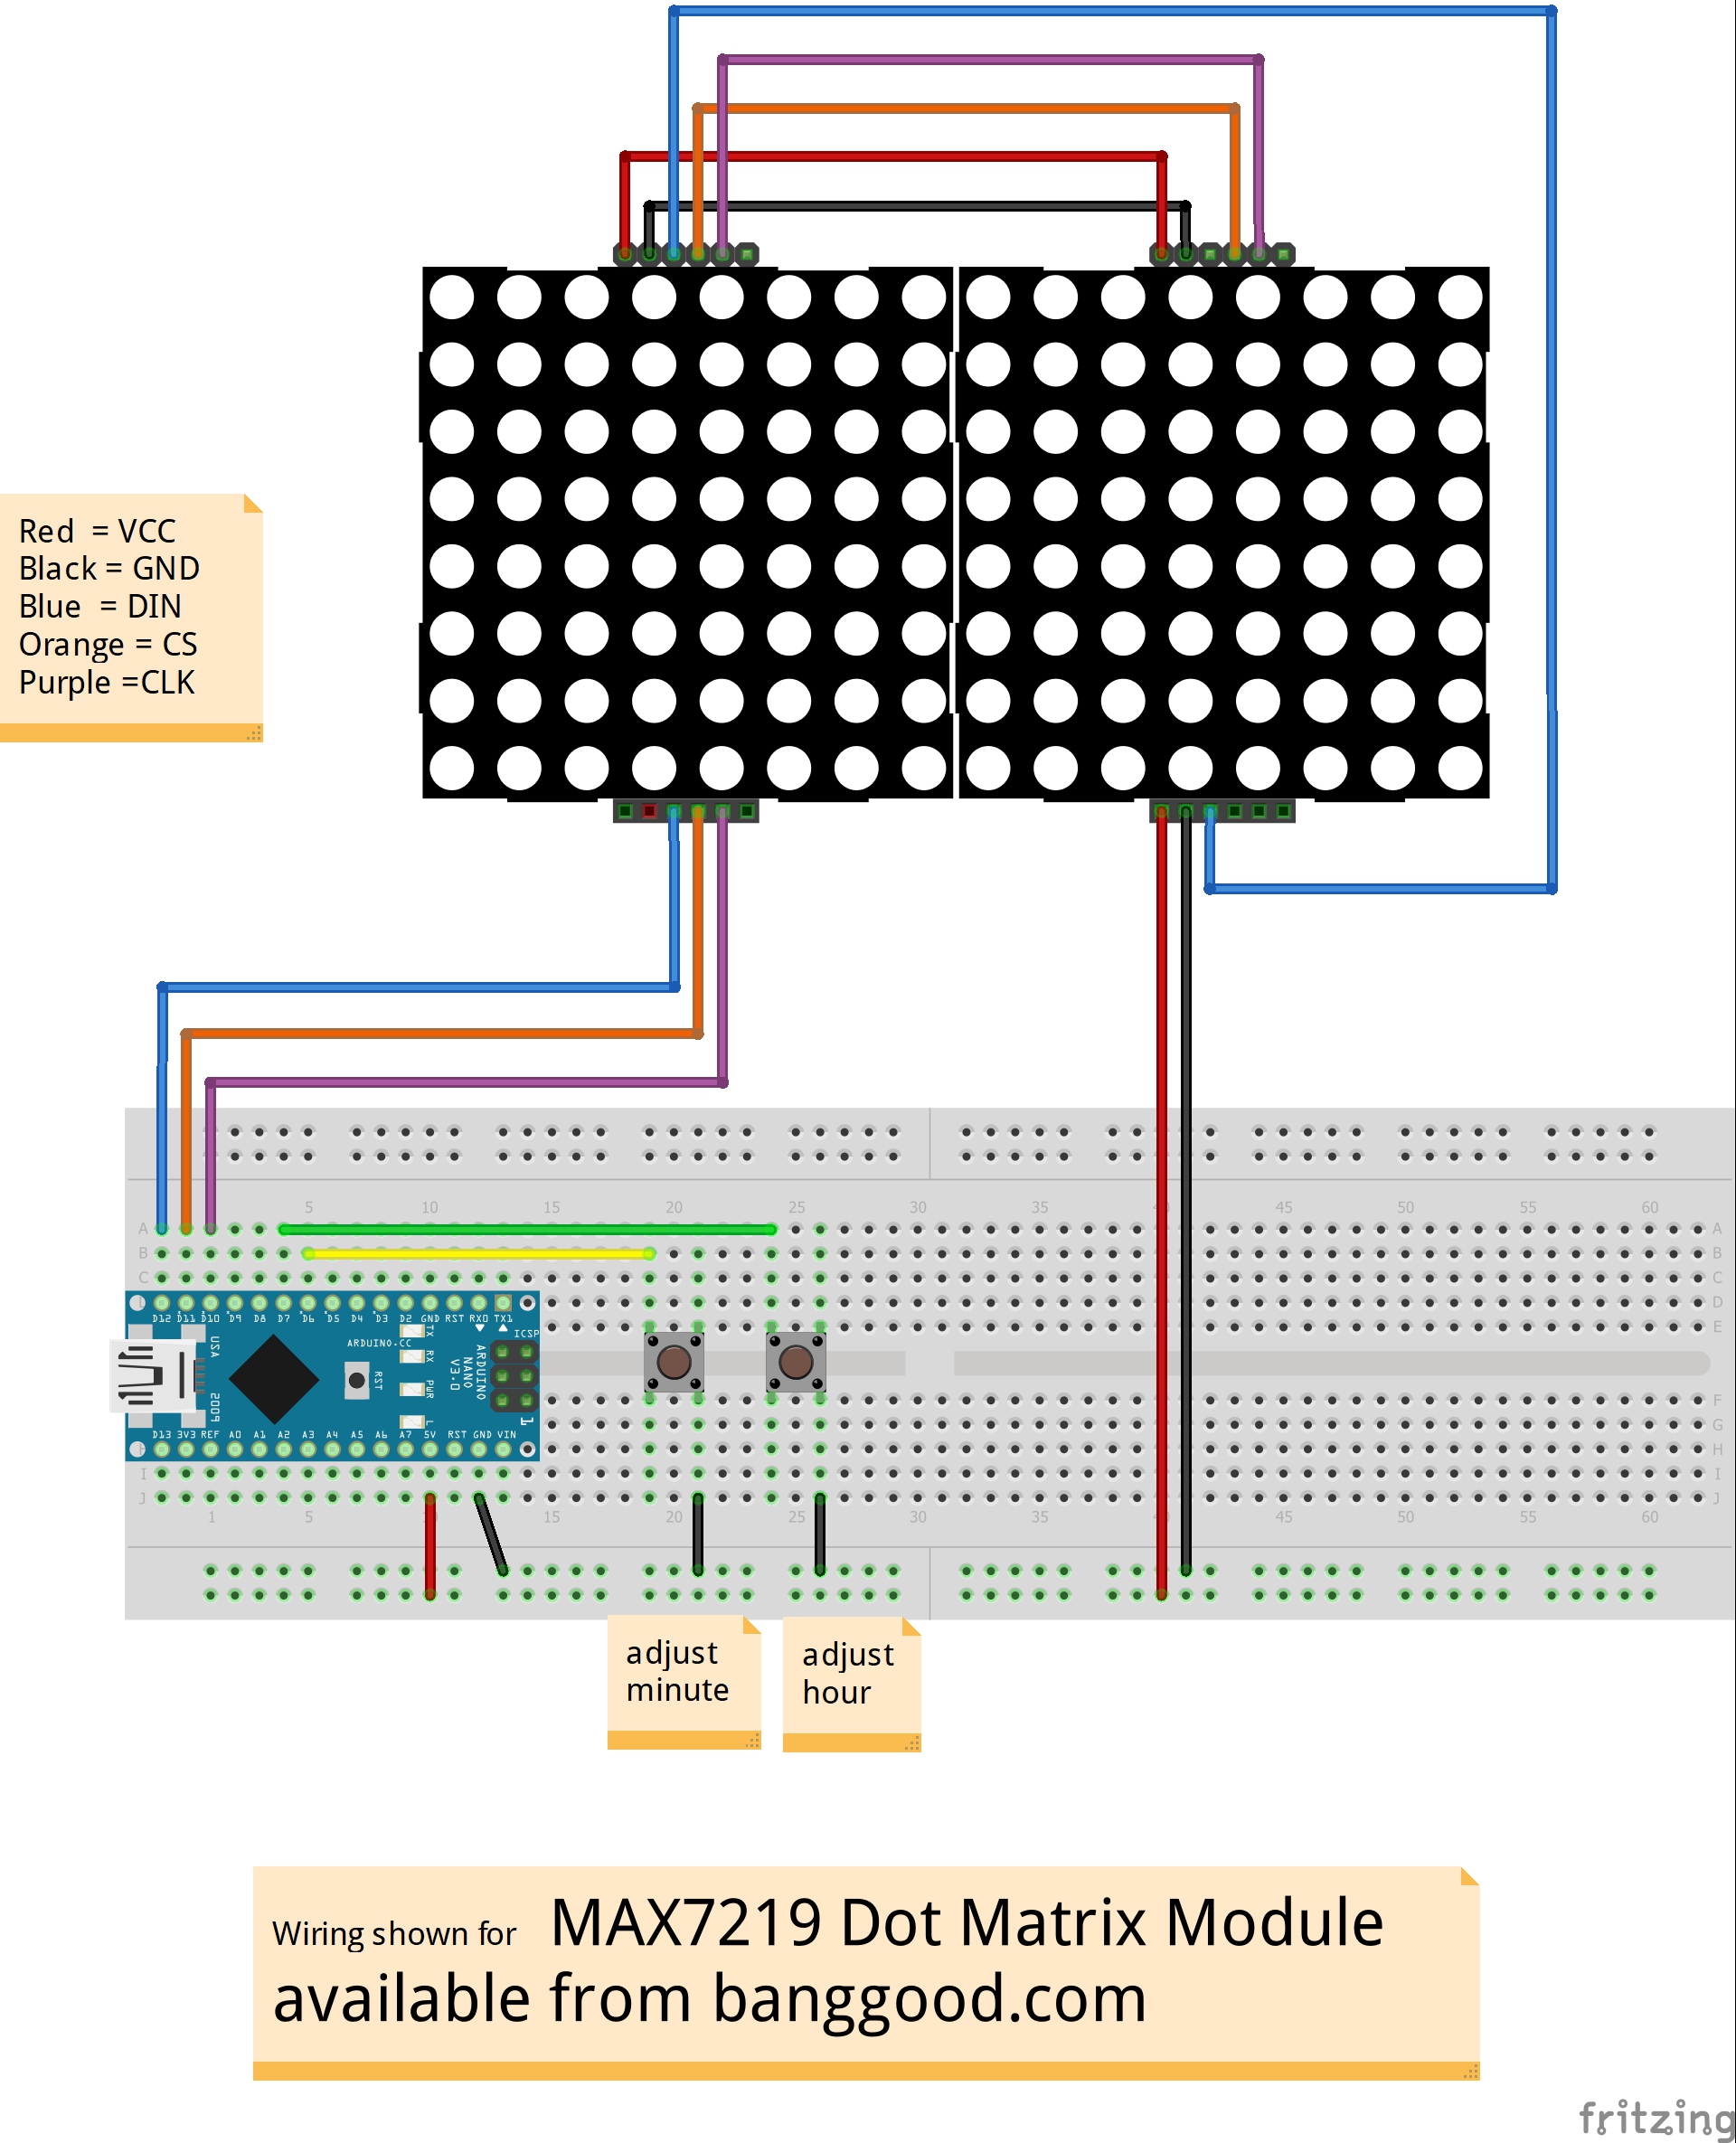 Red = VCC
Black = GND
Blue = DIN
Orange = CS
Purple =CLK
5 10 15 20 25 30 35 45 50 55 60
A A
B B
C C
D
E
D12 D11 D10 D9 D8 D7 D6 D5 D4 D3 D2 GND RST RX0 TX1
TX
ICSP
ARDUINO.CC
RX
USA
ARDUINO
NANO
V3.0
RST
PWR
F F
G G
2009
L
1
D13 3V3 REF A0 A1 A2 A3 A4 A5 A6 A7 5V RST GND VIN
H
I I
J J
1 5 15 20 25 30 35 45 50 55 60
adjust
minute
adjust
hour
Wiring shown for MAX7219 Dot Matrix Module
available from banggood.com
fritzing